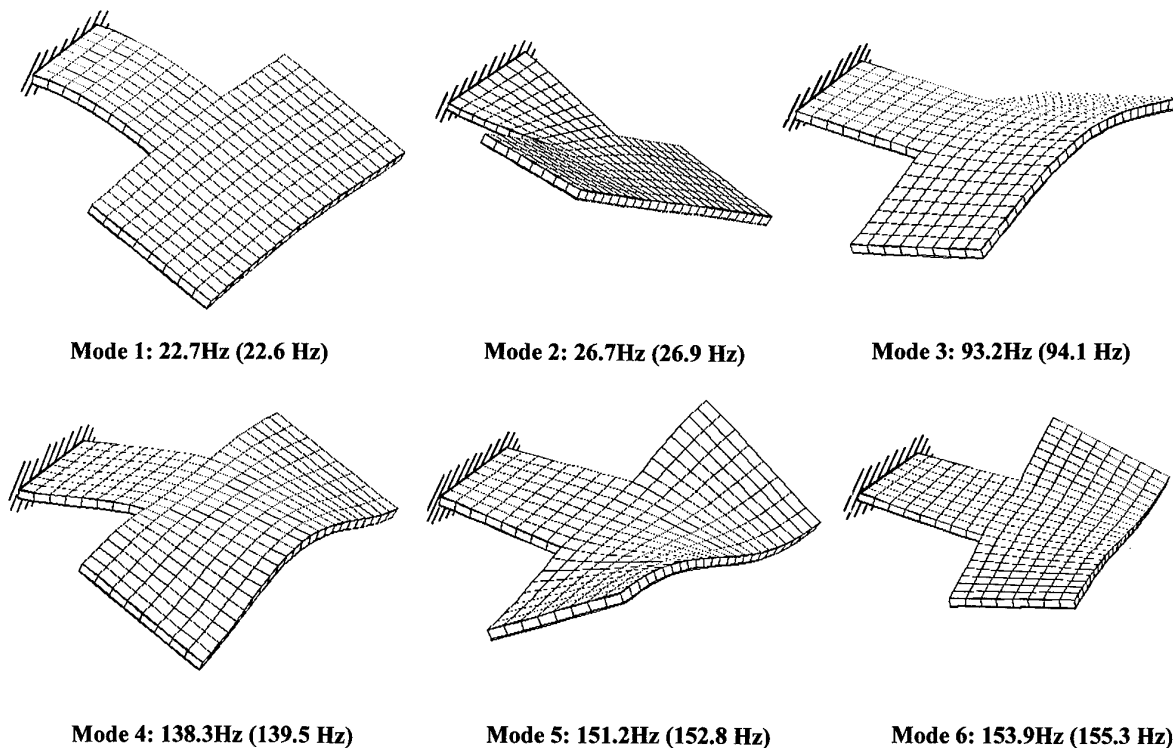 Mode 1: 22.7Hz (22.6 Hz)
Mode 2: 26.7Hz (26.9 Hz)
Mode 3: 93.2Hz (94.1 Hz)
Mode 4: 138.3Hz (139.5 Hz)
Mode 5: 151.2Hz (152.8 Hz)
Mode 6: 153.9Hz (155.3 Hz)